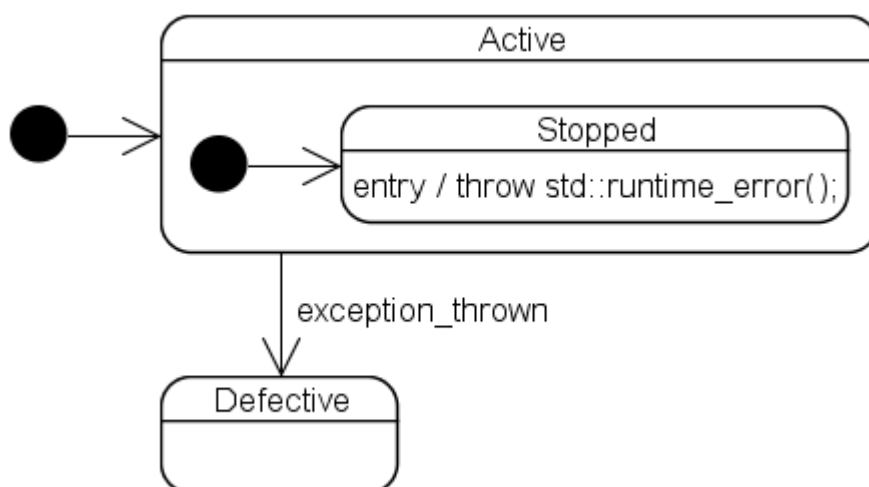 Active
Stopped
entry / throw std::runtime_error();
exception_thrown
Defective